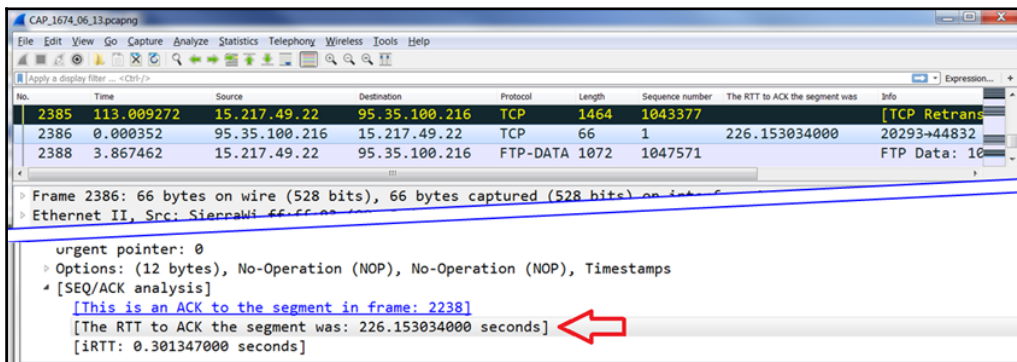 CAP_1674_06_13.pcapng
File Edit View Go Capture Analyze Statistics Telephony Wireless Tools Help
Apply a display filter ... <Ctrl-/> Expression... +
No. Time Source Destination Protocol Length Sequence number The RTT to ACK the segment was Info
2385 113.009272 15.217.49.22 95.35.100.216 TCP 1464 1043377 [TCP Retrans
2386 0.000352 95.35.100.216 15.217.49.22 TCP 66 1 226.153034000 20293→44832
2388 3.867462 15.217.49.22 95.35.100.216 FTP-DATA 1072 1047571 FTP Data: 10
Frame 2386: 66 bytes on wire (528 bits), 66 bytes captured (528 bits) on
Ethernet II, Src: SierraWi
urgent pointer: 0
Options: (12 bytes), No-Operation (NOP), No-Operation (NOP), Timestamps
[SEQ/ACK analysis]
[This is an ACK to the segment in frame: 2238]
[The RTT to ACK the segment was: 226.153034000 seconds]
[iRTT: 0.301347000 seconds]